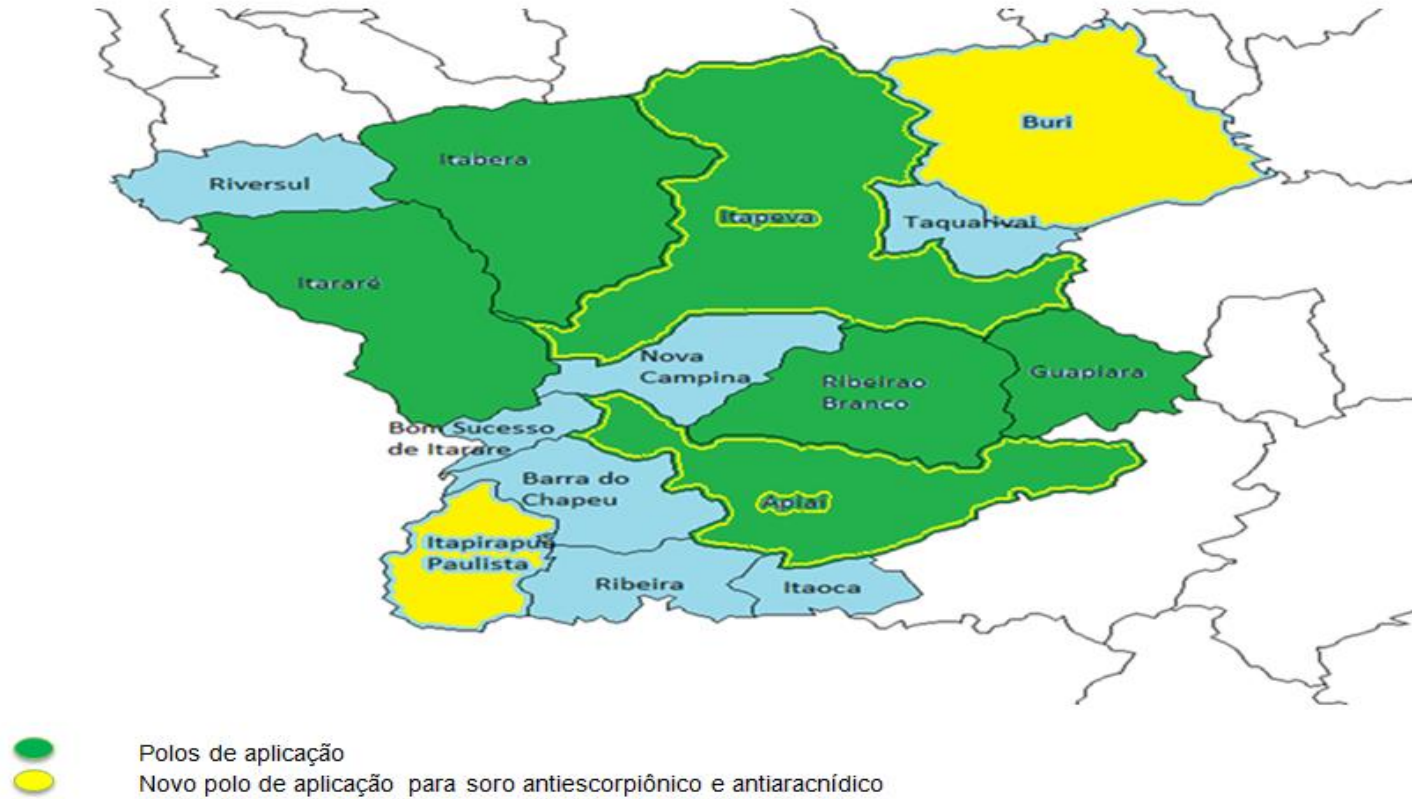 Buri
Itabera
Riversul
Itapeva
Taquarivai
Itararé
Nova
Campina
Guapiara
Ribeirao
Branco
Bom Sucesso
de Itarare
Barra do
Chapeu
Apiaí
Itapirapuã
Paulista
Ribeira
Itaoca
Polos de aplicação
Novo polo de aplicação para soro antiescorpiônico e antiaracnídico